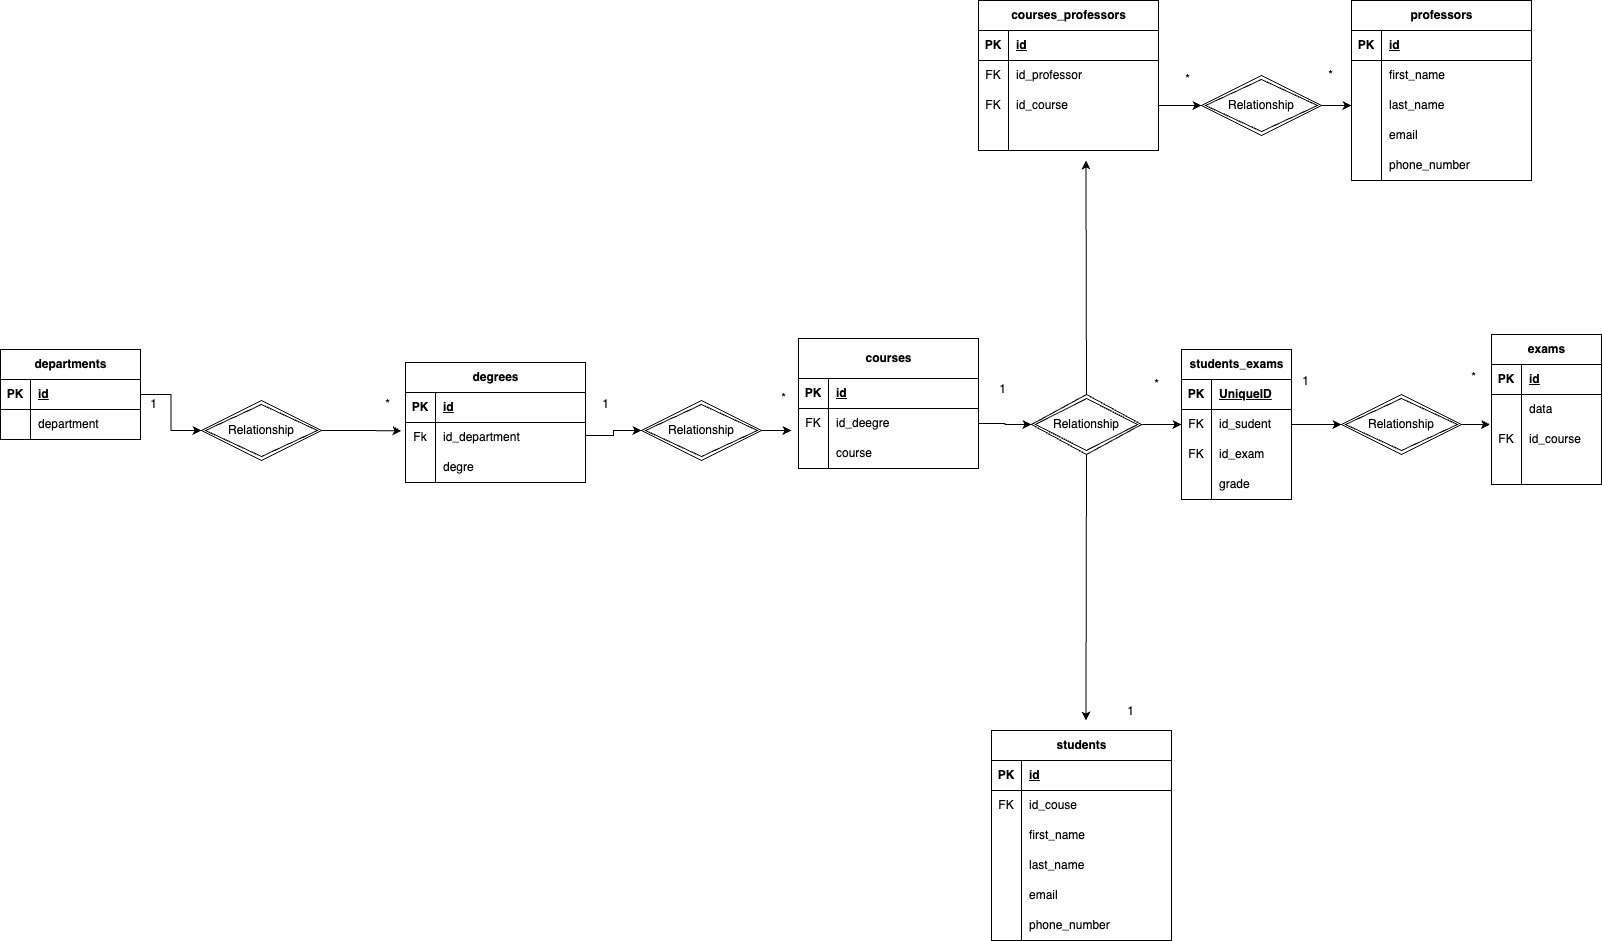 courses_professors
PK id
FK id_professor
FK id_course
* Relationship *
professors
PK id
first_name
last_name
email
phone_number
departments
PK id
department
1 Relationship *
degrees
PK id
Fk id_department
degre
1 Relationship *
courses
PK id
FK id_deegre
course
1 Relationship *
students_exams
PK UniqueID
FK id_sudent
FK id_exam
grade
1 Relationship *
exams
PK id
data
FK id_course
1
students
PK id
FK id_couse
first_name
last_name
email
phone_number